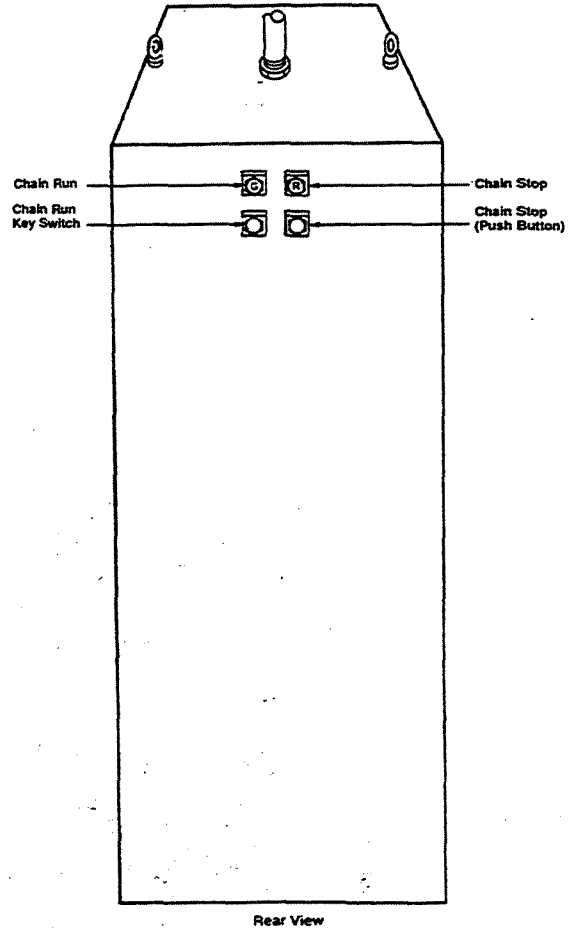 Chain Run
G
R
Chain Stop
Chain Run
Key Switch
Chain Stop
(Push Button)
Rear View